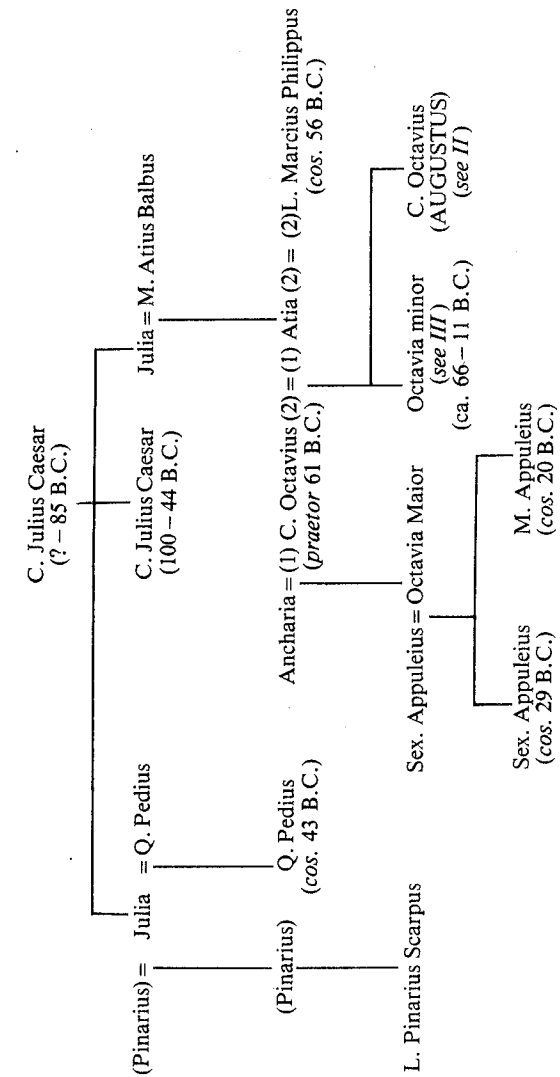 C. Julius Caesar
(? – 85 B.C.)
(Pinarius) = Julia = Q. Pedius
C. Julius Caesar
(100 – 44 B.C.)
Julia = M. Atius Balbus
(Pinarius)
Q. Pedius
(cos. 43 B.C.)
Ancharia = (1) C. Octavius (2) = (1) Atia (2) = (2) L. Marcius Philippus
(praetor 61 B.C.)
(cos. 56 B.C.)
L. Pinarius Scarpus
Sex. Appuleius = Octavia Maior
Octavia minor
(see III)
(ca. 66 – 11 B.C.)
C. Octavius
(AUGUSTUS)
(see II)
Sex. Appuleius
(cos. 29 B.C.)
M. Appuleius
(cos. 20 B.C.)